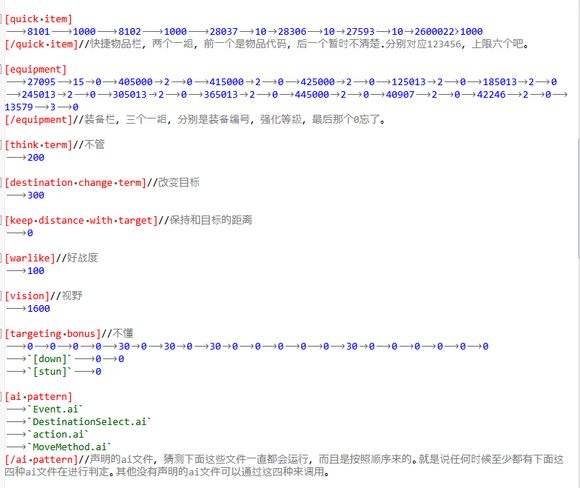 [quick item]
8101 1000 8102 1000 28037 10 28306 10 27593 10 2600022 1000
[/quick item]//快捷物品栏, 两个一组, 前一个是物品代码, 后一个暂时不清楚.分别对应123456, 上限六个吧。
[equipment]
27095 15 0 405000 2 0 415000 2 0 425000 2 0 125013 2 0 185013 2 0
245013 2 0 305013 2 0 365013 2 0 445000 2 0 40907 2 0 42246 2 0
13579 3 0
[/equipment]//装备栏, 三个一组, 分别是装备编号, 强化等级, 最后那个0忘了。
[think term]//不管
200
[destination change term]//改变目标
300
[keep distance with target]//保持和目标的距离
0
[warlike]//好战度
100
[vision]//视野
1600
[targeting bonus]//不懂
0 0 0 0 30 0 30 0 30 0 0 0 0 0 30 0 0 0 0 0 0
`[down]` 0 0
`[stun]` 0
[ai pattern]
`Event.ai`
`DestinationSelect.ai`
`action.ai`
`MoveMethod.ai`
[/ai pattern]//声明的ai文件, 猜测下面这些文件一直都会运行, 而且是按照顺序来的。就是说任何时候至少都有下面这
四种ai文件在进行判定。其他没有声明的ai文件可以通过这四种来调用。